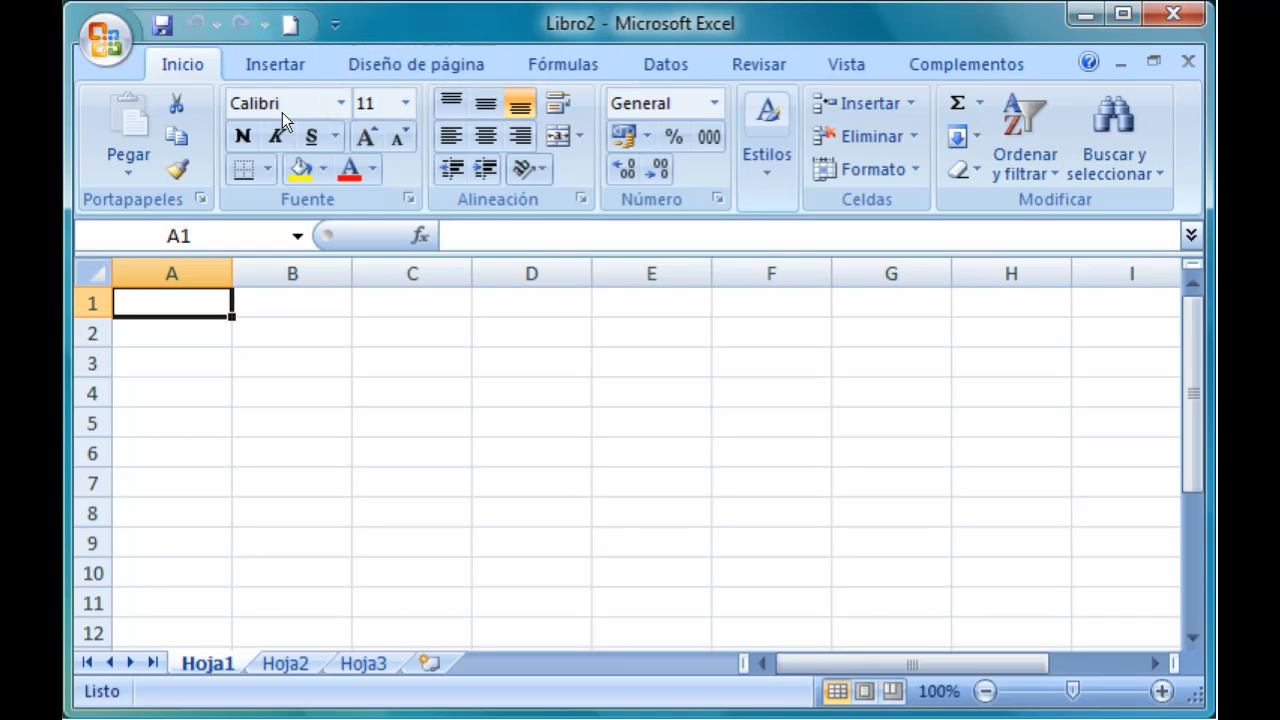 Libro2 - Microsoft Excel
Inicio Insertar Diseño de página Fórmulas Datos Revisar Vista Complementos
Calibri 11 General Insertar Σ
Pegar N K S A A % 000 Estilos Eliminar Ordenar y filtrar Buscar y seleccionar
A Formato
Portapapeles Fuente Alineación Número Celdas Modificar
A1 fx
A B C D E F G H I
1
2
3
4
5
6
7
8
9
10
11
12
Hoja1 Hoja2 Hoja3
Listo 100%